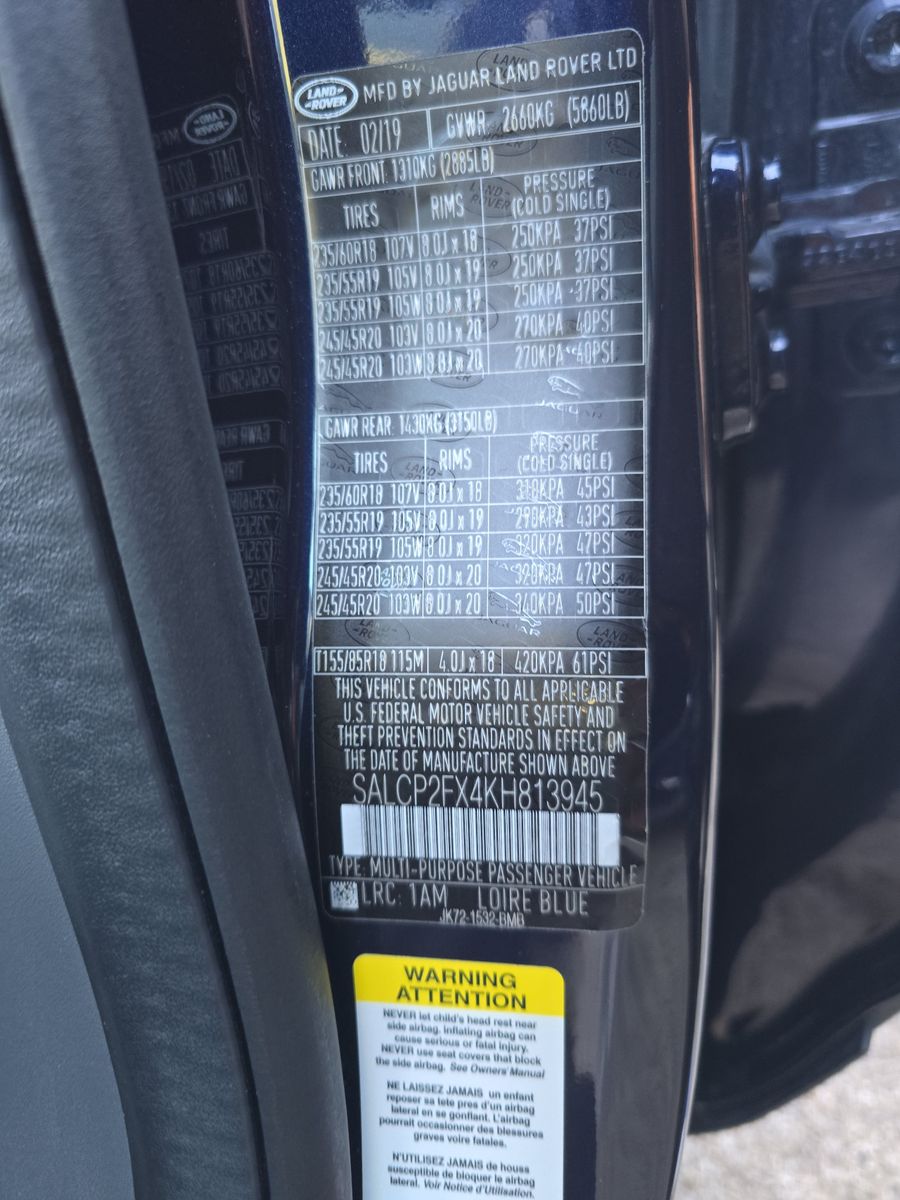 LAND-ROVER MFD BY JAGUAR LAND ROVER LTD
DATE: 02/19 GVWR: 2660KG (5860LB)
GAWR FRONT: 1310KG (2885LB)
TIRES RIMS PRESSURE (COLD SINGLE)
235/60R18 107V 8.0J x 18 250KPA 37PSI
235/55R19 105V 8.0J x 19 250KPA 37PSI
235/55R19 105W 8.0J x 19 250KPA 37PSI
245/45R20 103V 8.0J x 20 270KPA 40PSI
245/45R20 103W 8.0J x 20 270KPA 40PSI
GAWR REAR: 1430KG (3150LB)
TIRES RIMS PRESSURE (COLD SINGLE)
235/60R18 107V 8.0J x 18 310KPA 45PSI
235/55R19 105V 8.0J x 19 43PSI
235/55R19 105W 8.0J x 19 320KPA 47PSI
245/45R20 103V 8.0J x 20 47PSI
245/45R20 103W 8.0J x 20 340KPA 50PSI
T155/85R18 115M 4.0J x 18 420KPA 61PSI
THIS VEHICLE CONFORMS TO ALL APPLICABLE
U.S. FEDERAL MOTOR VEHICLE SAFETY AND
THEFT PREVENTION STANDARDS IN EFFECT ON
THE DATE OF MANUFACTURE SHOWN ABOVE
SALCP2FX4KH813945
TYPE: MULTI-PURPOSE PASSENGER VEHICLE
LRC: 1AM LOIRE BLUE
JK72-1532-BMB
WARNING
ATTENTION
NEVER let child's head rest near
side airbag. Inflating airbag can
cause serious or fatal injury.
NEVER use seat covers that block
the side airbag. See Owners' Manual
NE LAISSEZ JAMAIS un enfant
reposer sa tete pres d'un airbag
lateral en se gonflant. L'airbag
pourrait occasionner des blessures
graves voire fatales.
N'UTILISEZ JAMAIS de housse
susceptible de bloquer le airbag
lateral. Voir Notice d'Utilisation.